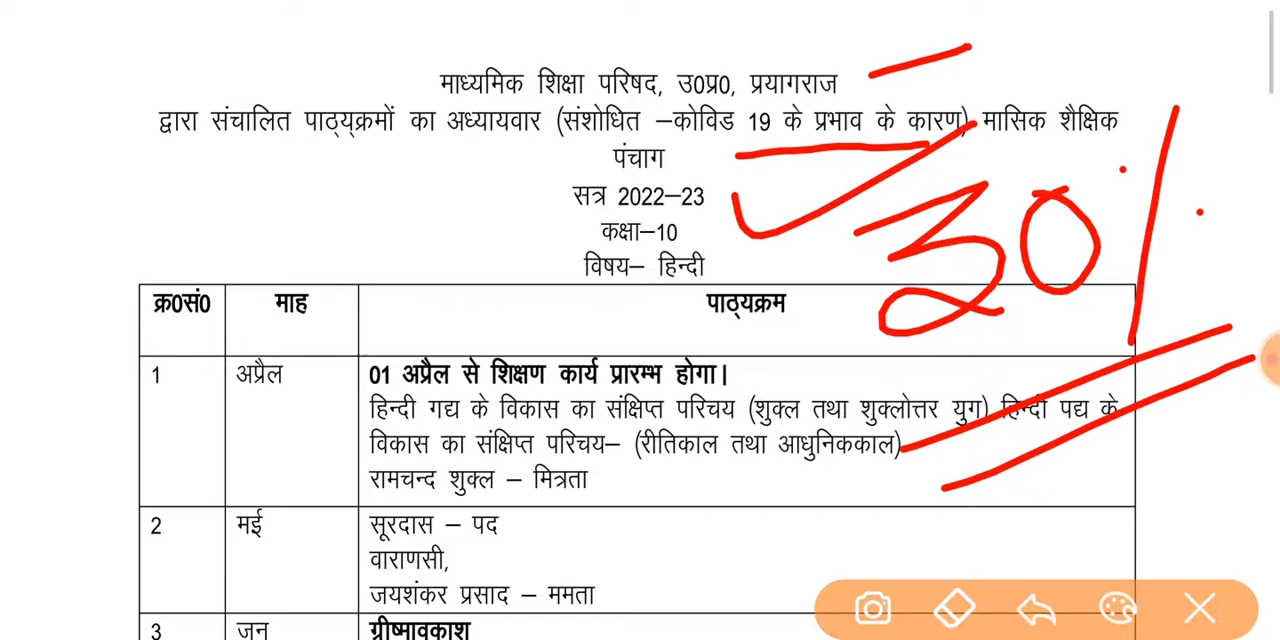 माध्यमिक शिक्षा परिषद, उ0प्र0, प्रयागराज
द्वारा संचालित पाठ्य्क्रमों का अध्यायवार (संशोधित –कोविड 19 के प्रभाव के कारण) मासिक शैक्षिक
पंचाग
सत्र 2022–23
कक्षा–10
विषय– हिन्दी
30%
क्र0सं0 माह पाठ्यक्रम
1 अप्रैल 01 अप्रैल से शिक्षण कार्य प्रारम्भ होगा।
हिन्दी गद्य के विकास का संक्षिप्त परिचय (शुक्ल तथा शुक्लोत्तर युग) हिन्दी पद्य के
विकास का संक्षिप्त परिचय– (रीतिकाल तथा आधुनिककाल)
रामचन्द शुक्ल – मित्रता
2 मई सूरदास – पद
वाराणसी,
जयशंकर प्रसाद – ममता
3 जून ग्रीष्मावकाश